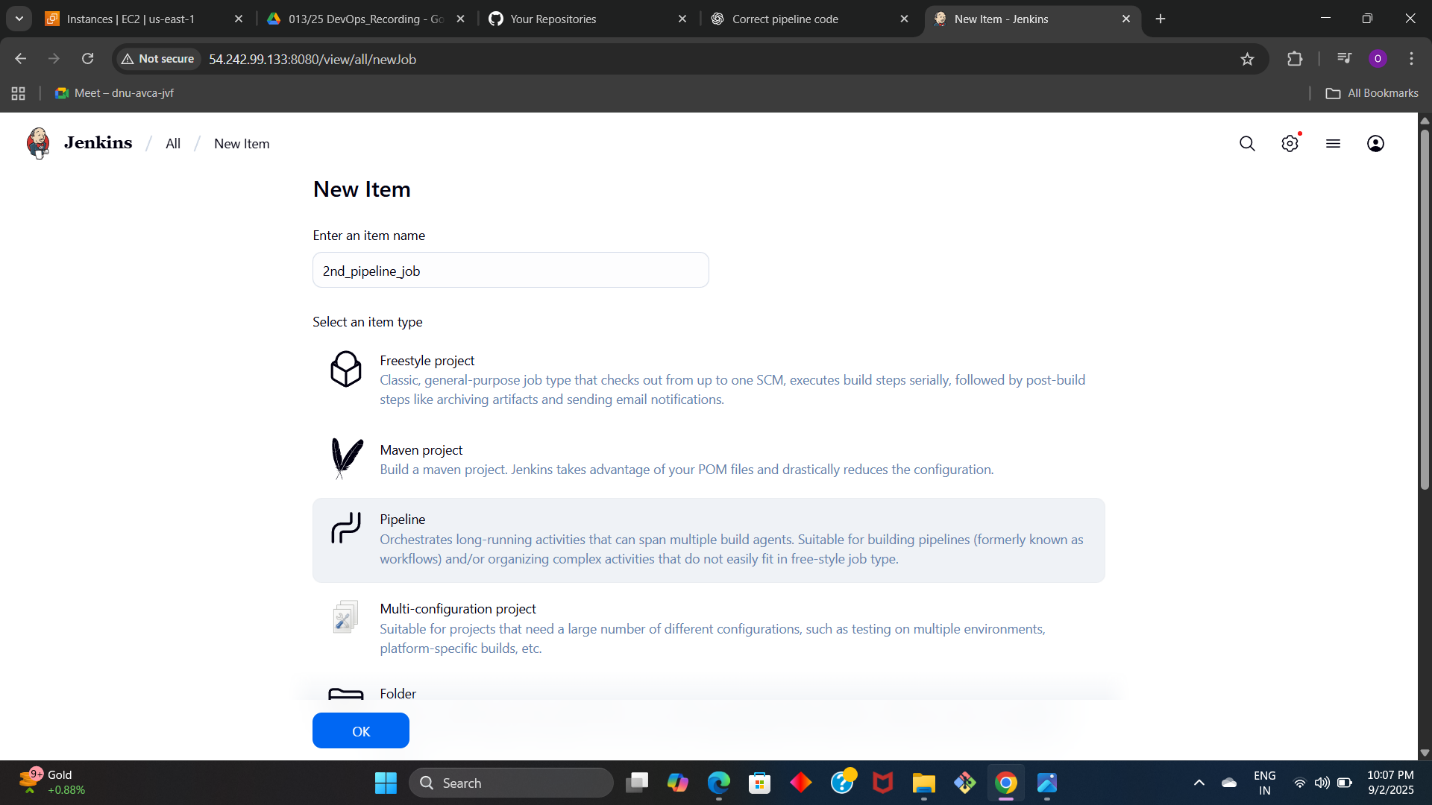 Instances | EC2 | us-east-1
013/25 DevOps_Recording - Go
Your Repositories
Correct pipeline code
New Item - Jenkins
Not secure
54.242.99.133:8080/view/all/newJob
O
Meet – dnu-avca-jvf
All Bookmarks
Jenkins / All / New Item
New Item
Enter an item name
2nd_pipeline_job
Select an item type
Freestyle project
Classic, general-purpose job type that checks out from up to one SCM, executes build steps serially, followed by post-build
steps like archiving artifacts and sending email notifications.
Maven project
Build a maven project. Jenkins takes advantage of your POM files and drastically reduces the configuration.
Pipeline
Orchestrates long-running activities that can span multiple build agents. Suitable for building pipelines (formerly known as
workflows) and/or organizing complex activities that do not easily fit in free-style job type.
Multi-configuration project
Suitable for projects that need a large number of different configurations, such as testing on multiple environments,
platform-specific builds, etc.
Folder
OK
9+
Gold
+0.88%
Search
ENG
IN
10:07 PM
9/2/2025